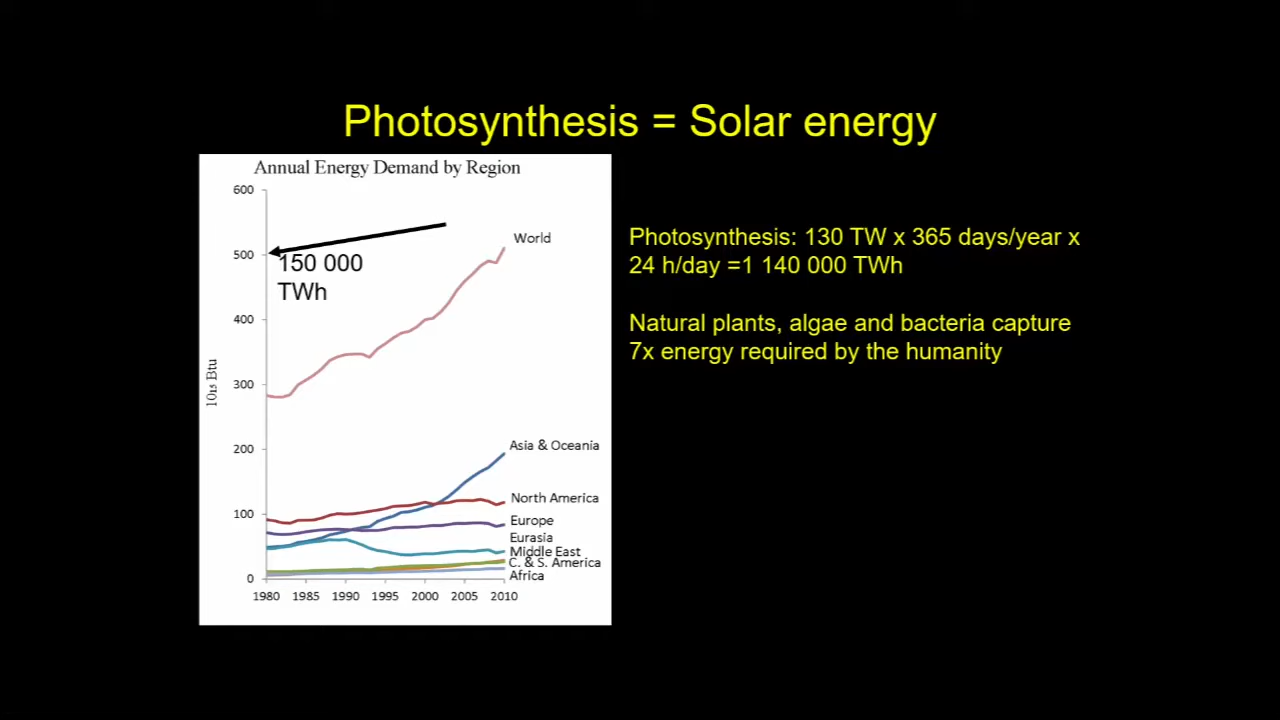 Photosynthesis = Solar energy
Annual Energy Demand by Region
600
500
400
300
200
100
0
10¹⁵ Btu
150 000
TWh
World
Asia & Oceania
North America
Europe
Eurasia
Middle East
C. & S. America
Africa
1980 1985 1990 1995 2000 2005 2010
Photosynthesis: 130 TW x 365 days/year x
24 h/day =1 140 000 TWh
Natural plants, algae and bacteria capture
7x energy required by the humanity